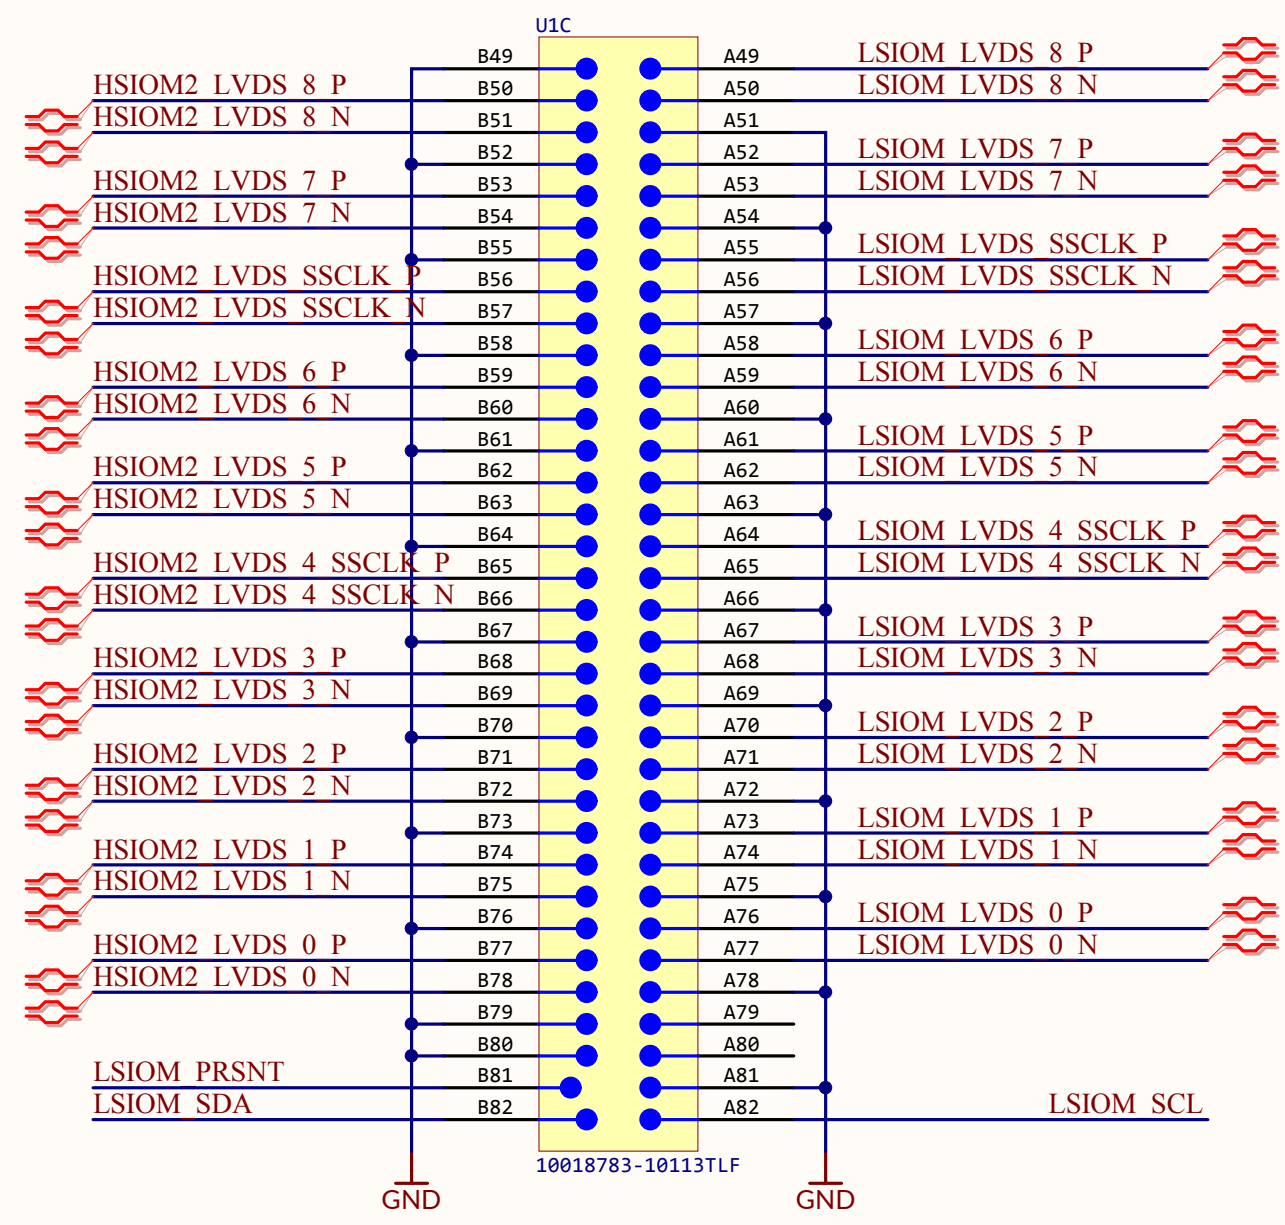 U1C
B49 A49 LSIOM_LVDS_8_P
HSIOM2_LVDS_8_P B50 A50 LSIOM_LVDS_8_N
HSIOM2_LVDS_8_N B51 A51
B52 A52 LSIOM_LVDS_7_P
HSIOM2_LVDS_7_P B53 A53 LSIOM_LVDS_7_N
HSIOM2_LVDS_7_N B54 A54
B55 A55 LSIOM_LVDS_SSCLK_P
HSIOM2_LVDS_SSCLK_P B56 A56 LSIOM_LVDS_SSCLK_N
HSIOM2_LVDS_SSCLK_N B57 A57
B58 A58 LSIOM_LVDS_6_P
HSIOM2_LVDS_6_P B59 A59 LSIOM_LVDS_6_N
HSIOM2_LVDS_6_N B60 A60
B61 A61 LSIOM_LVDS_5_P
HSIOM2_LVDS_5_P B62 A62 LSIOM_LVDS_5_N
HSIOM2_LVDS_5_N B63 A63
B64 A64 LSIOM_LVDS_4_SSCLK_P
HSIOM2_LVDS_4_SSCLK_P B65 A65 LSIOM_LVDS_4_SSCLK_N
HSIOM2_LVDS_4_SSCLK_N B66 A66
B67 A67 LSIOM_LVDS_3_P
HSIOM2_LVDS_3_P B68 A68 LSIOM_LVDS_3_N
HSIOM2_LVDS_3_N B69 A69
B70 A70 LSIOM_LVDS_2_P
HSIOM2_LVDS_2_P B71 A71 LSIOM_LVDS_2_N
HSIOM2_LVDS_2_N B72 A72
B73 A73 LSIOM_LVDS_1_P
HSIOM2_LVDS_1_P B74 A74 LSIOM_LVDS_1_N
HSIOM2_LVDS_1_N B75 A75
B76 A76 LSIOM_LVDS_0_P
HSIOM2_LVDS_0_P B77 A77 LSIOM_LVDS_0_N
HSIOM2_LVDS_0_N B78 A78
B79 A79
B80 A80
LSIOM_PRSNT B81 A81
LSIOM_SDA B82 A82 LSIOM_SCL
10018783-10113TLF
GND GND